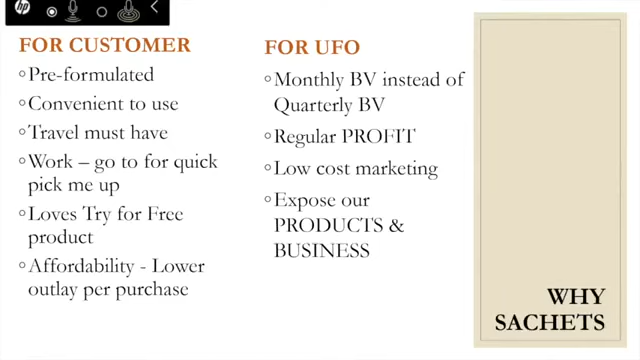 hp
FOR CUSTOMER
Pre-formulated
Convenient to use
Travel must have
Work – go to for quick
pick me up
Loves Try for Free
product
Affordability - Lower
outlay per purchase
FOR UFO
Monthly BV instead of
Quarterly BV
Regular PROFIT
Low cost marketing
Expose our
PRODUCTS &
BUSINESS
WHY
SACHETS